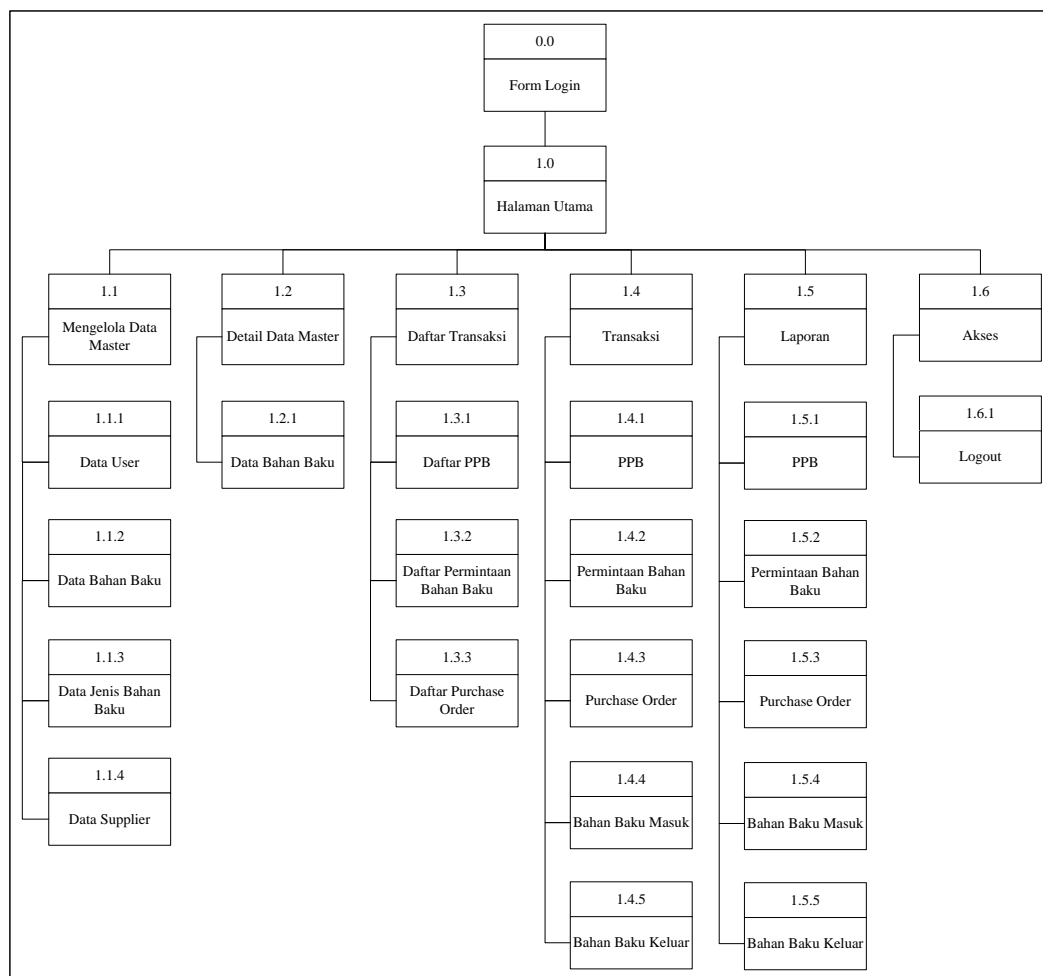 0.0
Form Login
1.0
Halaman Utama
1.1
Mengelola Data
Master
1.1.1
Data User
1.1.2
Data Bahan Baku
1.1.3
Data Jenis Bahan
Baku
1.1.4
Data Supplier
1.2
Detail Data Master
1.2.1
Data Bahan Baku
1.3
Daftar Transaksi
1.3.1
Daftar PPB
1.3.2
Daftar Permintaan
Bahan Baku
1.3.3
Daftar Purchase
Order
1.4
Transaksi
1.4.1
PPB
1.4.2
Permintaan Bahan
Baku
1.4.3
Purchase Order
1.4.4
Bahan Baku Masuk
1.4.5
Bahan Baku Keluar
1.5
Laporan
1.5.1
PPB
1.5.2
Permintaan Bahan
Baku
1.5.3
Purchase Order
1.5.4
Bahan Baku Masuk
1.5.5
Bahan Baku Keluar
1.6
Akses
1.6.1
Logout